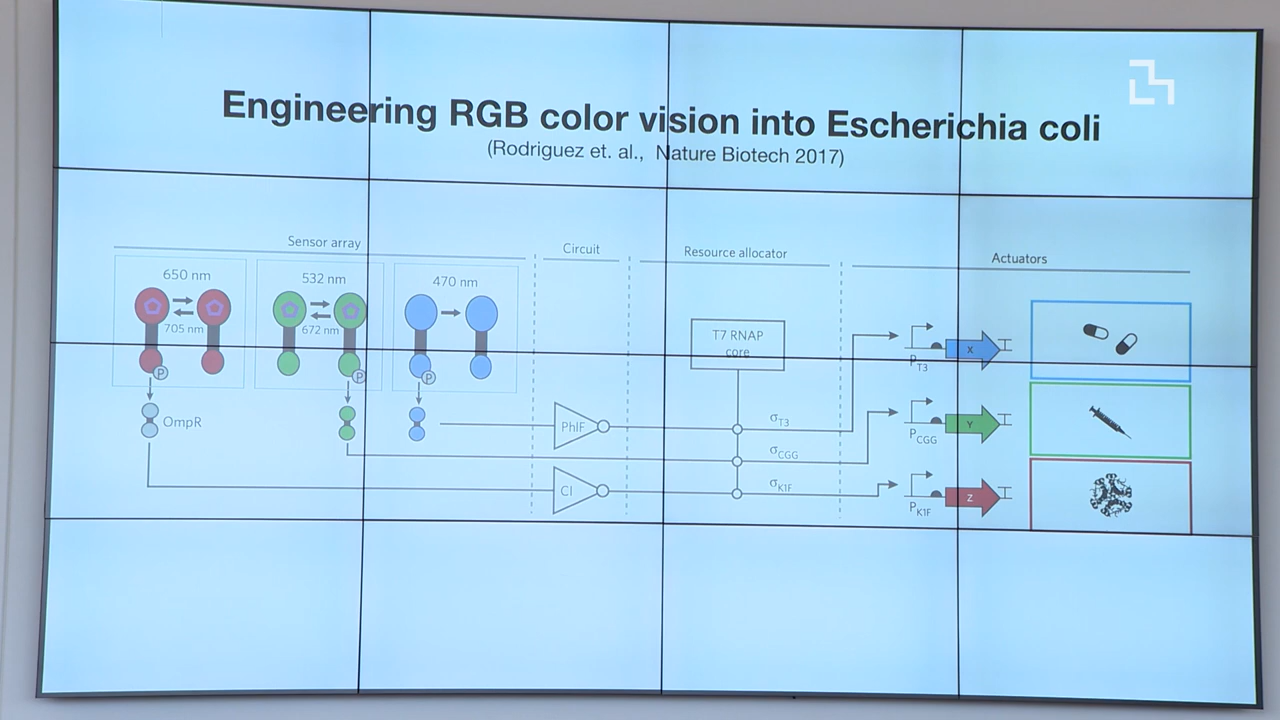 Engineering RGB color vision into Escherichia coli
(Rodriguez et. al., Nature Biotech 2017)
Sensor array
Circuit
Resource allocator
Actuators
650 nm
532 nm
470 nm
705 nm
672 nm
T7 RNAP
core
P
P
P
OmpR
PhlF
CI
σT3
σCGG
σK1F
PT3
X
PCGG
Y
PK1F
Z